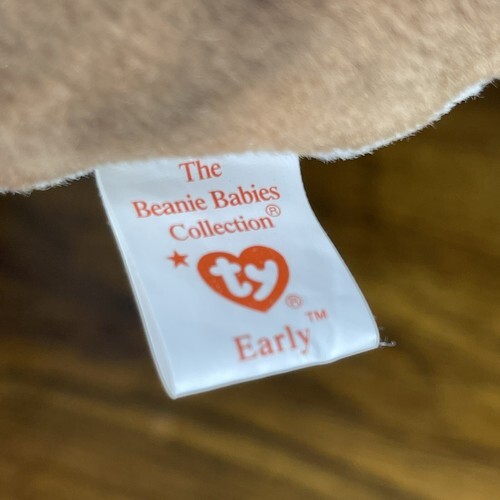 The
Beanie Babies
Collection®
ty®
Early™